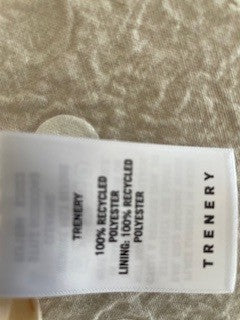 TRENERY
TRENERY
100% RECYCLED
POLYESTER
LINING: 100% RECYCLED
POLYESTER